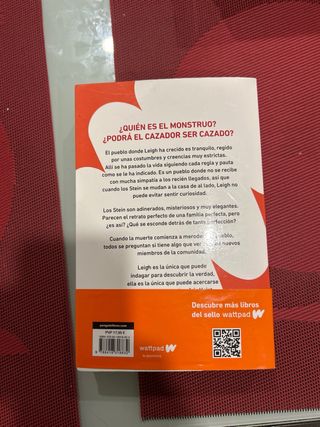 ¿QUIÉN ES EL MONSTRUO?
¿PODRÁ EL CAZADOR SER CAZADO?
El pueblo donde Leigh ha crecido es tranquilo, regido
por unas costumbres y creencias muy estrictas.
Allí se ha pasado la vida siguiendo cada regla y pauta
como se le ha indicado. Es un pueblo donde no se recibe
con mucha simpatía a los recién llegados, así que
cuando los Stein se mudan a la casa de al lado, Leigh no
puede evitar sentir curiosidad.
Los Stein son adinerados, misteriosos y muy elegantes.
Parecen el retrato perfecto de una familia perfecta, pero
¿es así? ¿Qué se esconde detrás de tanta perfección?
Cuando la muerte comienza a merodear pueblo,
todos se preguntan si tiene algo que ver nuevos
miembros de la comunidad.
Leigh es la única que puede
indagar para descubrir la verdad,
ella es la única que puede acercarse
Descubre más libros
del sello wattpad
wattpad